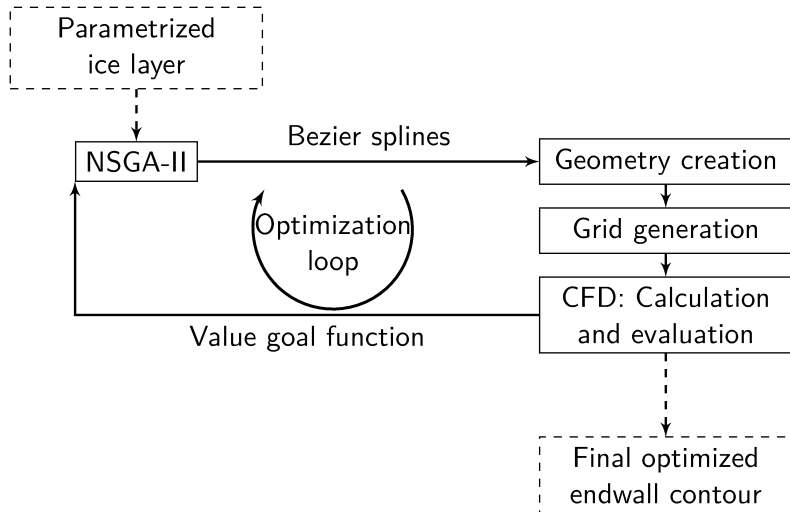 Parametrized
ice layer
Bezier splines
NSGA-II
Geometry creation
Optimization
loop
Grid generation
CFD: Calculation
and evaluation
Value goal function
Final optimized
endwall contour